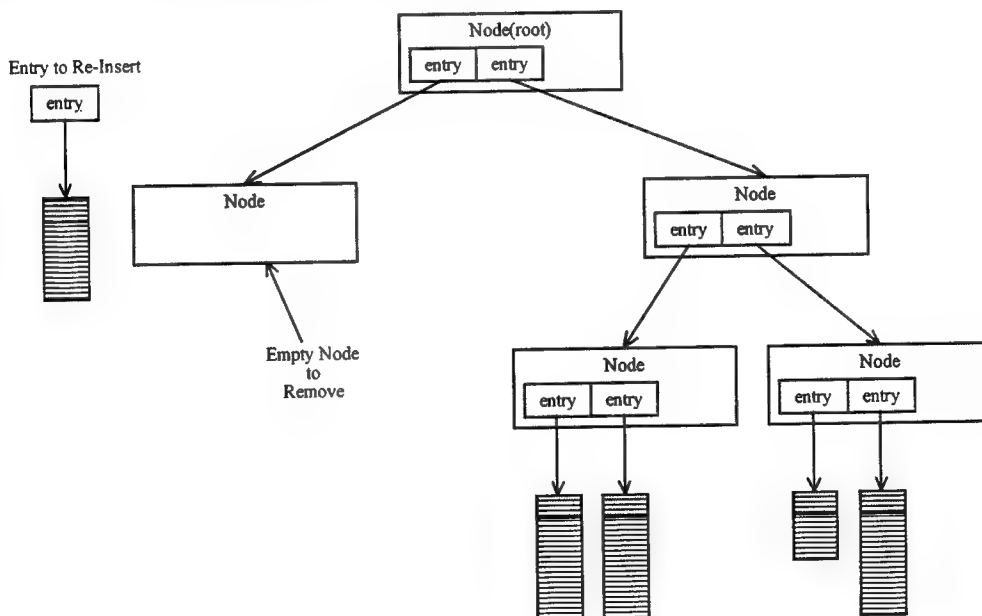 Node(root)
entry entry
Entry to Re-Insert
entry
Node
Node
entry entry
Empty Node
to
Remove
Node
entry entry
Node
entry entry